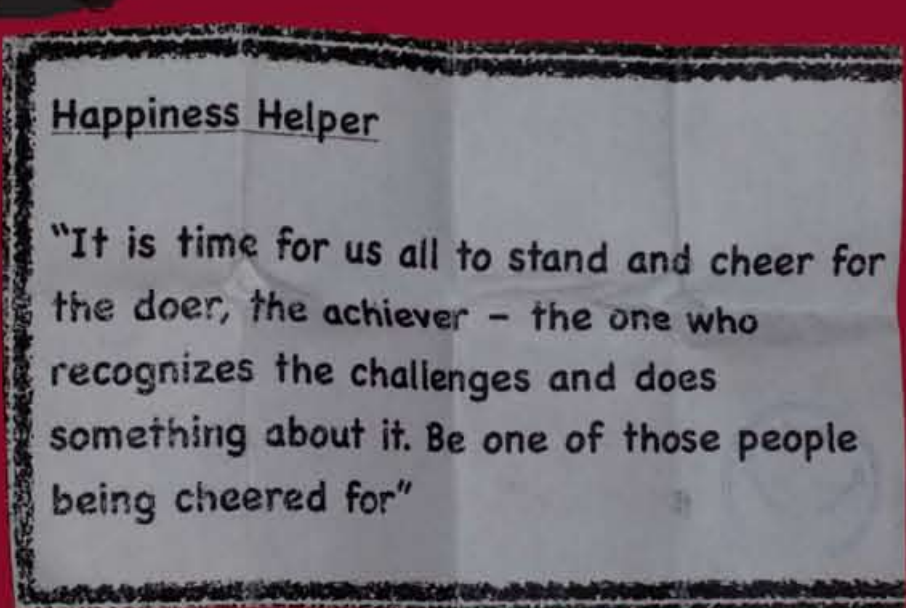 Happiness Helper
"It is time for us all to stand and cheer for
the doer, the achiever – the one who
recognizes the challenges and does
something about it. Be one of those people
being cheered for"